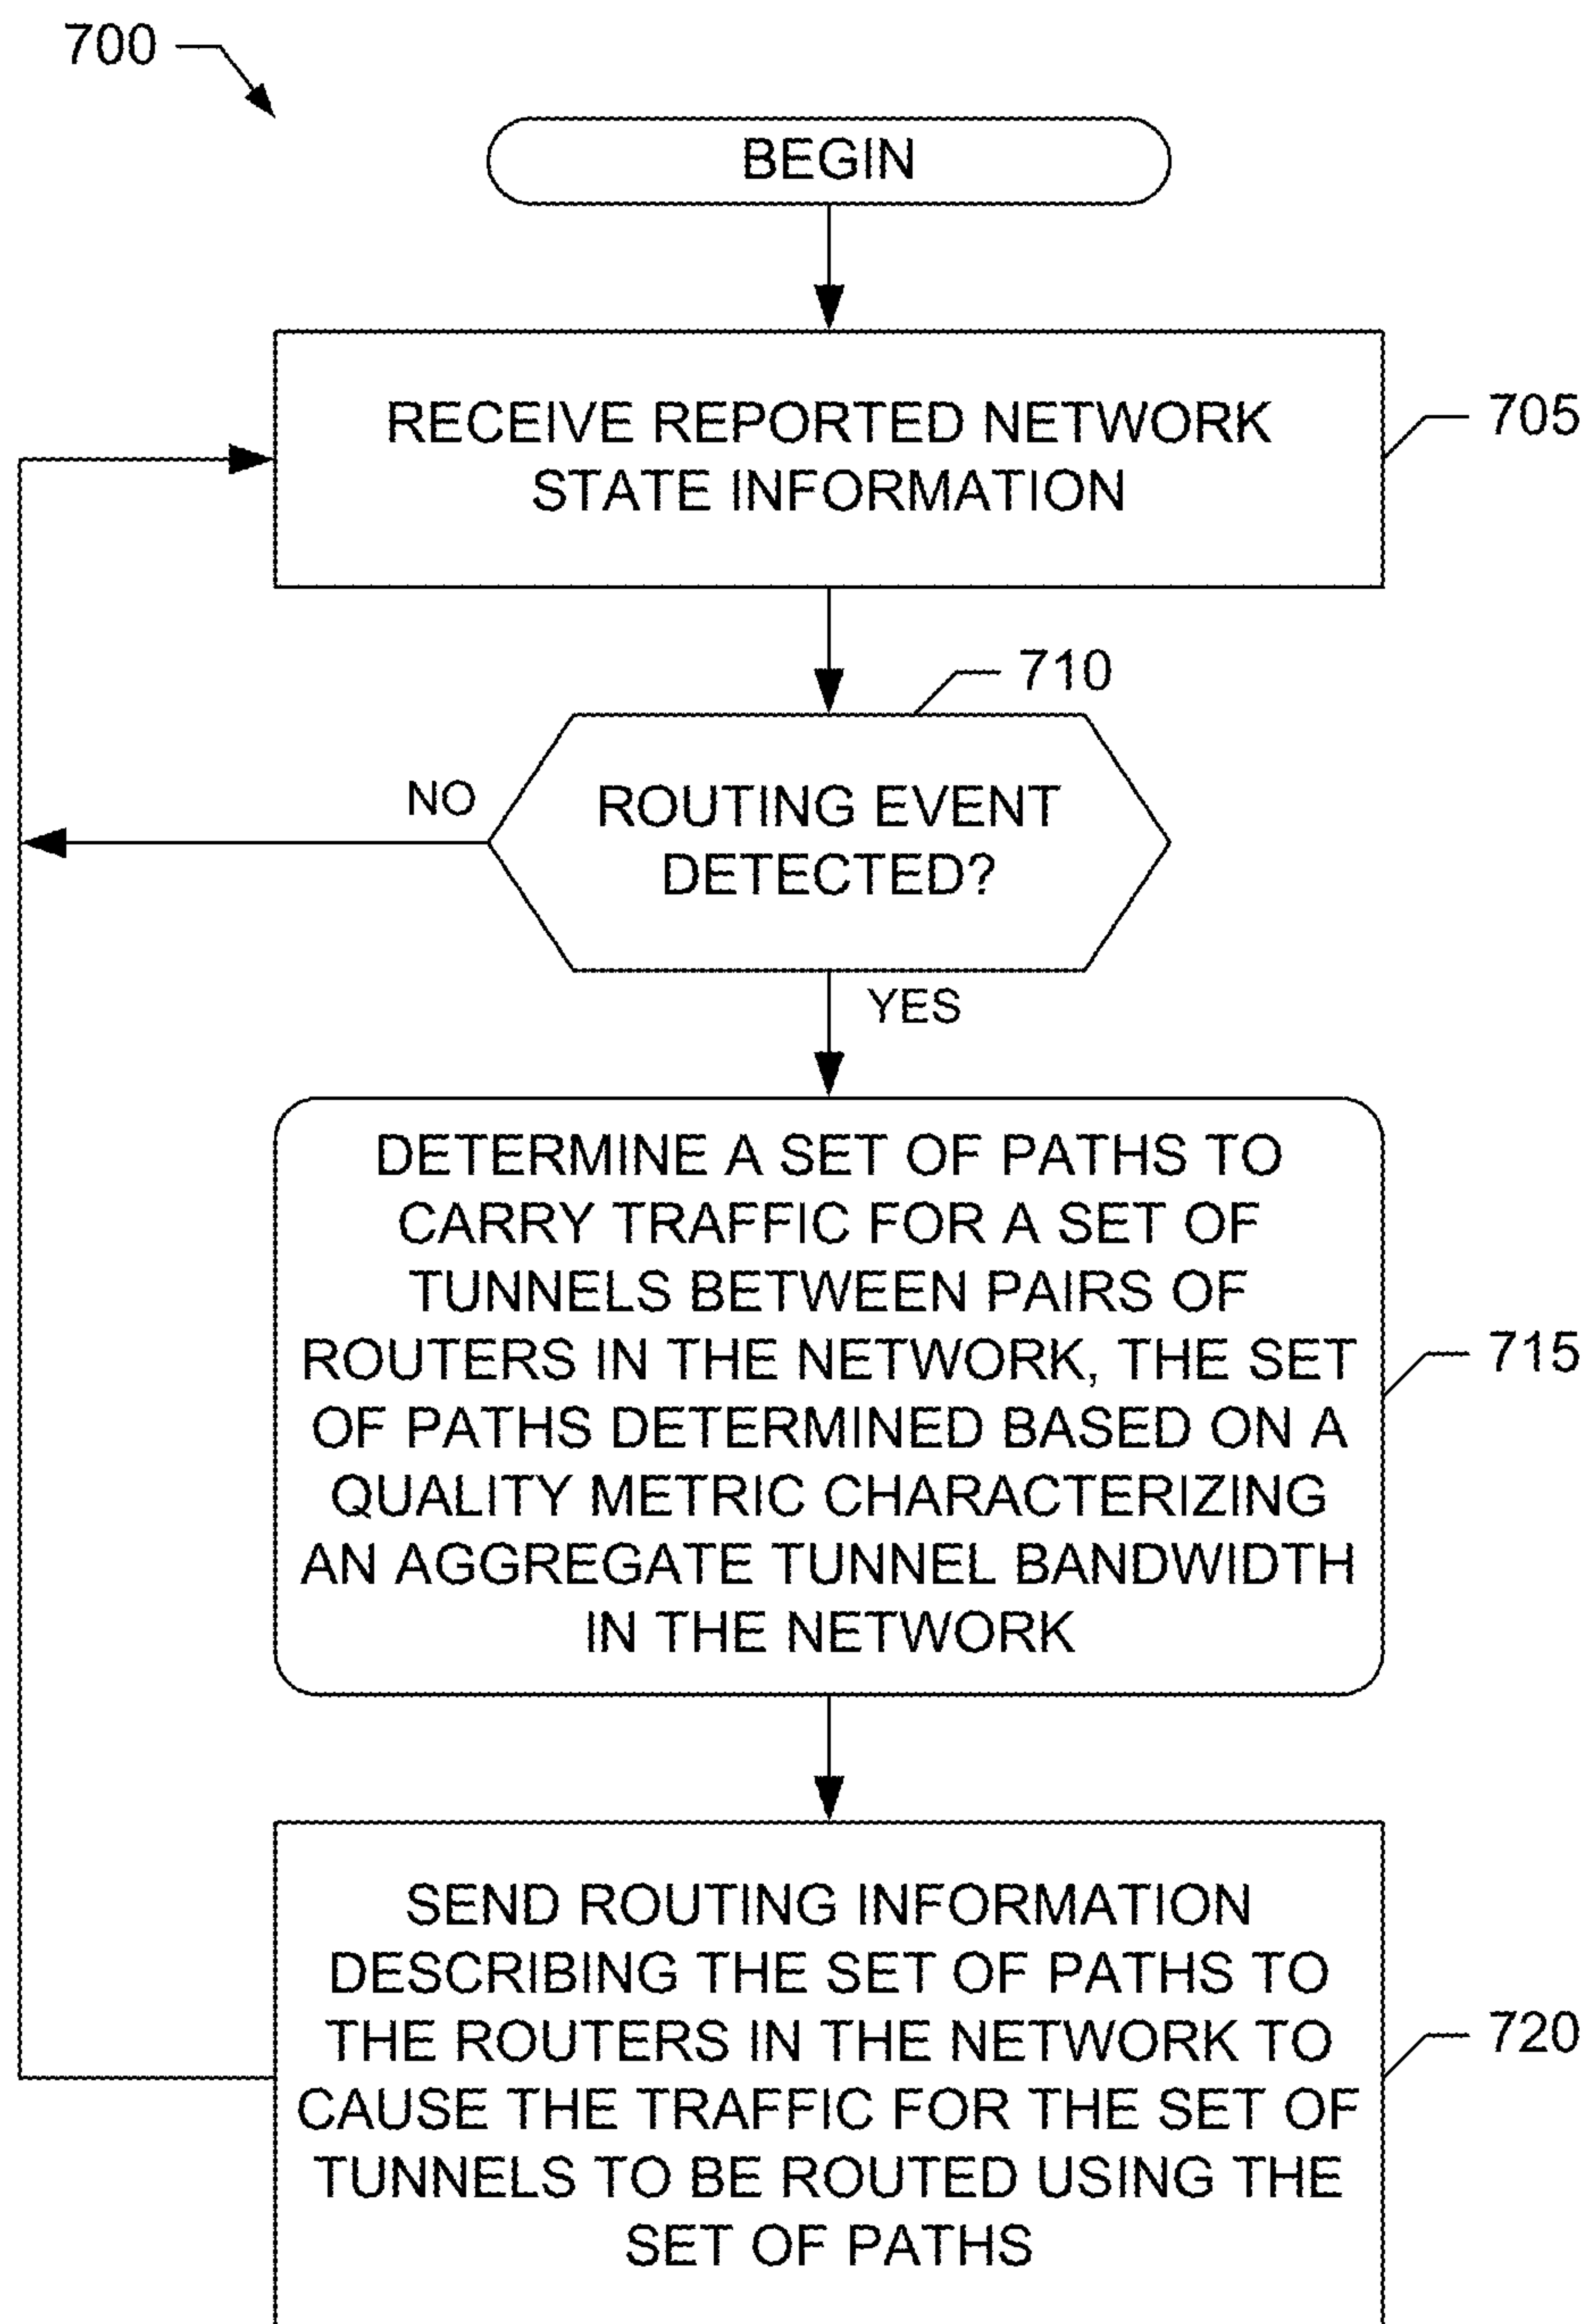 700
BEGIN
RECEIVE REPORTED NETWORK
STATE INFORMATION
705
710
NO
ROUTING EVENT
DETECTED?
YES
DETERMINE A SET OF PATHS TO
CARRY TRAFFIC FOR A SET OF
TUNNELS BETWEEN PAIRS OF
ROUTERS IN THE NETWORK, THE SET
OF PATHS DETERMINED BASED ON A
QUALITY METRIC CHARACTERIZING
AN AGGREGATE TUNNEL BANDWIDTH
IN THE NETWORK
715
SEND ROUTING INFORMATION
DESCRIBING THE SET OF PATHS TO
THE ROUTERS IN THE NETWORK TO
CAUSE THE TRAFFIC FOR THE SET OF
TUNNELS TO BE ROUTED USING THE
SET OF PATHS
720